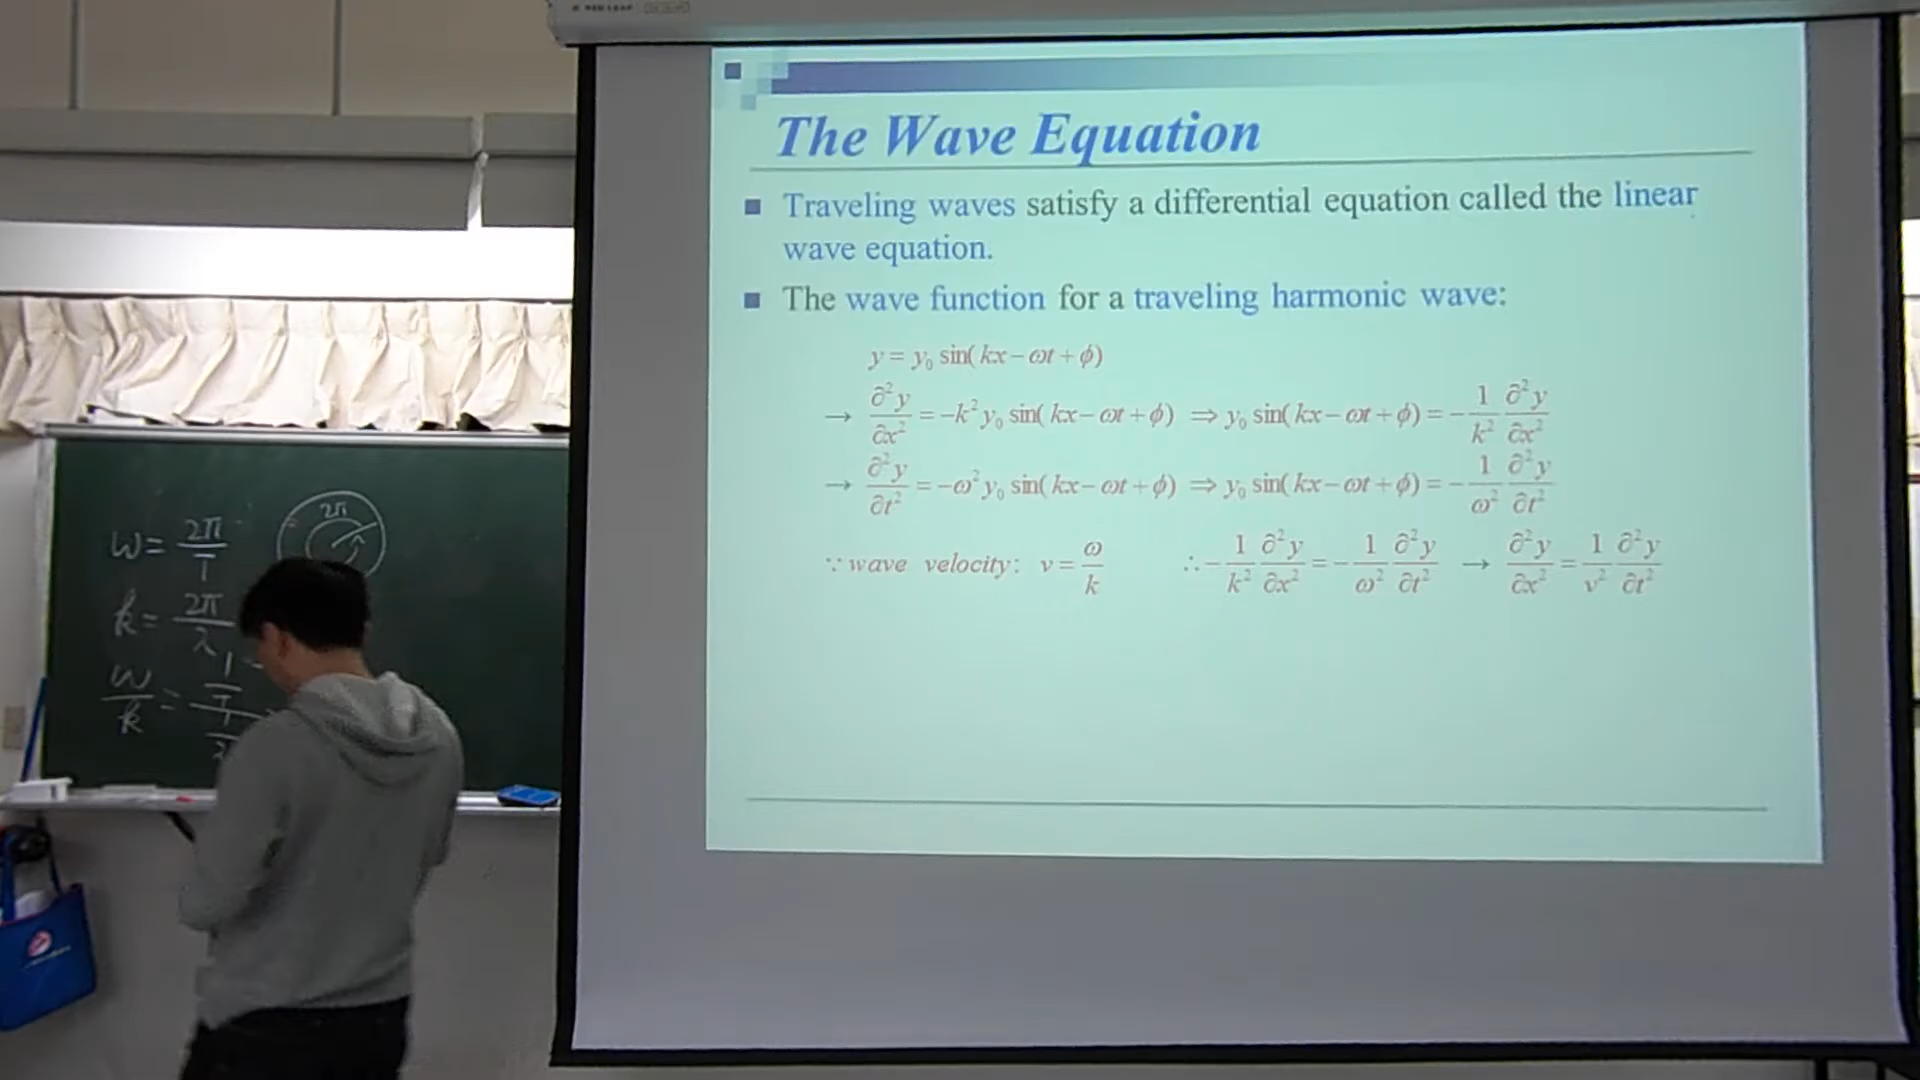 The Wave Equation
Traveling waves satisfy a differential equation called the linear
wave equation.
The wave function for a traveling harmonic wave:
y = y₀ sin( kx − ωt + ϕ)
→ ∂²y/∂x² = −k² y₀ sin( kx − ωt + ϕ) ⇒ y₀ sin( kx − ωt + ϕ) = − 1/k² ∂²y/∂x²
→ ∂²y/∂t² = −ω² y₀ sin( kx − ωt + ϕ) ⇒ y₀ sin( kx − ωt + ϕ) = − 1/ω² ∂²y/∂t²
∵ wave velocity: v = ω/k ∴ − 1/k² ∂²y/∂x² = − 1/ω² ∂²y/∂t² → ∂²y/∂x² = 1/v² ∂²y/∂t²
ω = 2π/T
2π
k = 2π/λ
ω/k =